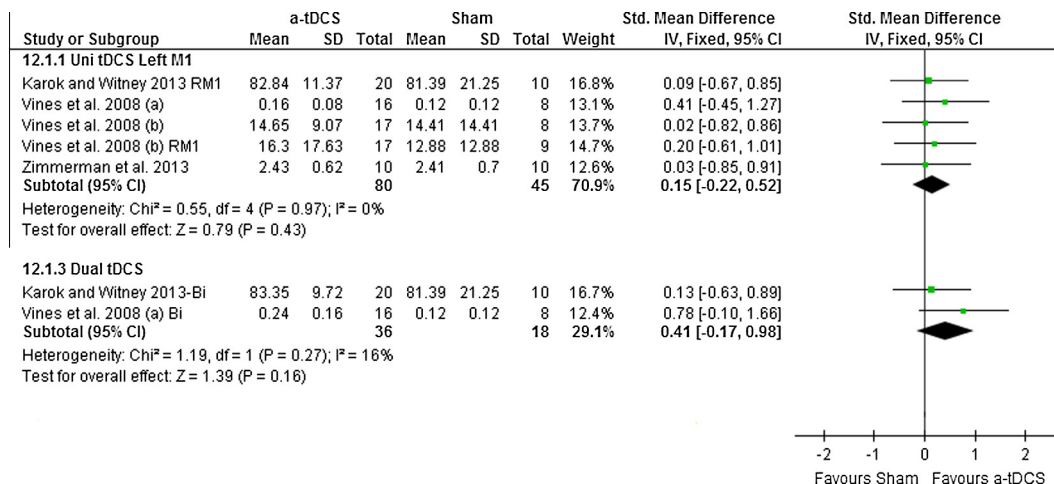 a-tDCS Sham Std. Mean Difference Std. Mean Difference
Study or Subgroup Mean SD Total Mean SD Total Weight IV, Fixed, 95% CI IV, Fixed, 95% CI
12.1.1 Uni tDCS Left M1
Karok and Witney 2013 RM1 82.84 11.37 20 81.39 21.25 10 16.8% 0.09 [-0.67, 0.85]
Vines et al. 2008 (a) 0.16 0.08 16 0.12 0.12 8 13.1% 0.41 [-0.45, 1.27]
Vines et al. 2008 (b) 14.65 9.07 17 14.41 14.41 8 13.7% 0.02 [-0.82, 0.86]
Vines et al. 2008 (b) RM1 16.3 17.63 17 12.88 12.88 9 14.7% 0.20 [-0.61, 1.01]
Zimmerman et al. 2013 2.43 0.62 10 2.41 0.7 10 12.6% 0.03 [-0.85, 0.91]
Subtotal (95% CI) 80 45 70.9% 0.15 [-0.22, 0.52]
Heterogeneity: Chi² = 0.55, df = 4 (P = 0.97); I² = 0%
Test for overall effect: Z = 0.79 (P = 0.43)
12.1.3 Dual tDCS
Karok and Witney 2013-Bi 83.35 9.72 20 81.39 21.25 10 16.7% 0.13 [-0.63, 0.89]
Vines et al. 2008 (a) Bi 0.24 0.16 16 0.12 0.12 8 12.4% 0.78 [-0.10, 1.66]
Subtotal (95% CI) 36 18 29.1% 0.41 [-0.17, 0.98]
Heterogeneity: Chi² = 1.19, df = 1 (P = 0.27); I² = 16%
Test for overall effect: Z = 1.39 (P = 0.16)
-2 -1 0 1 2
Favours Sham Favours a-tDCS